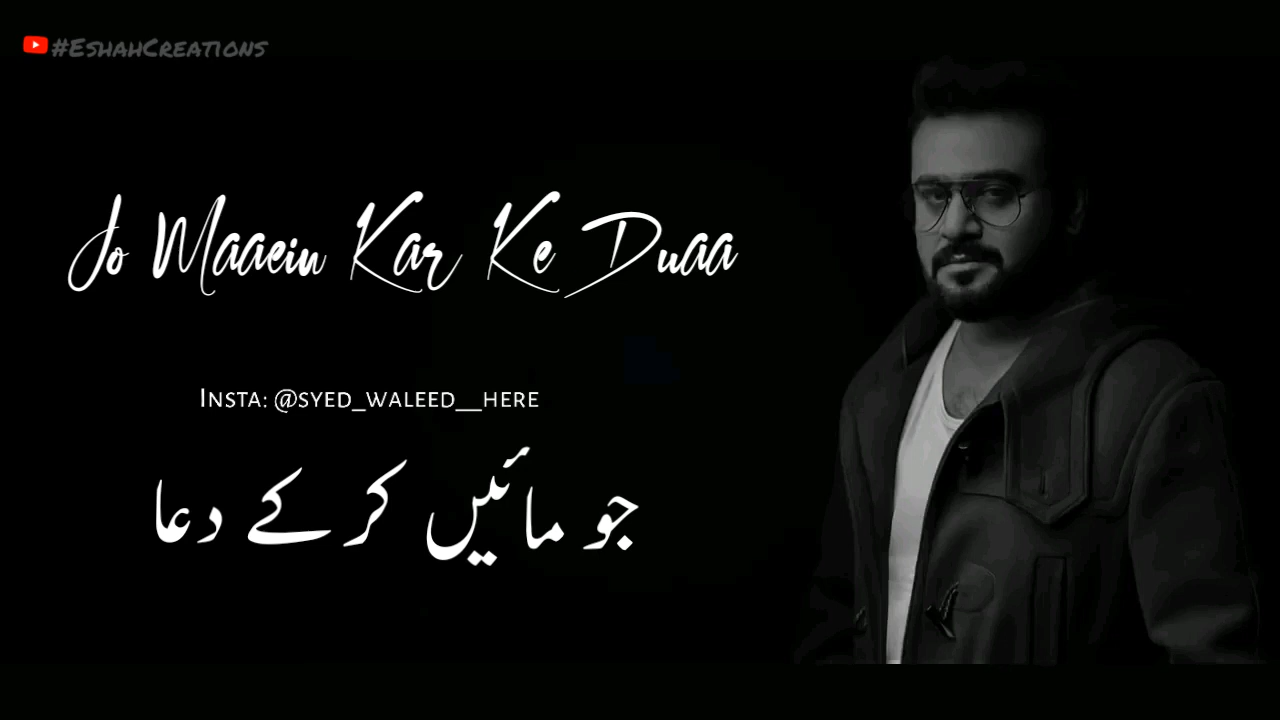 #EshahCreations
Jo Maaein Kar Ke Duaa
Insta: @syed_waleed__here
جو مائیں کر کے دعا